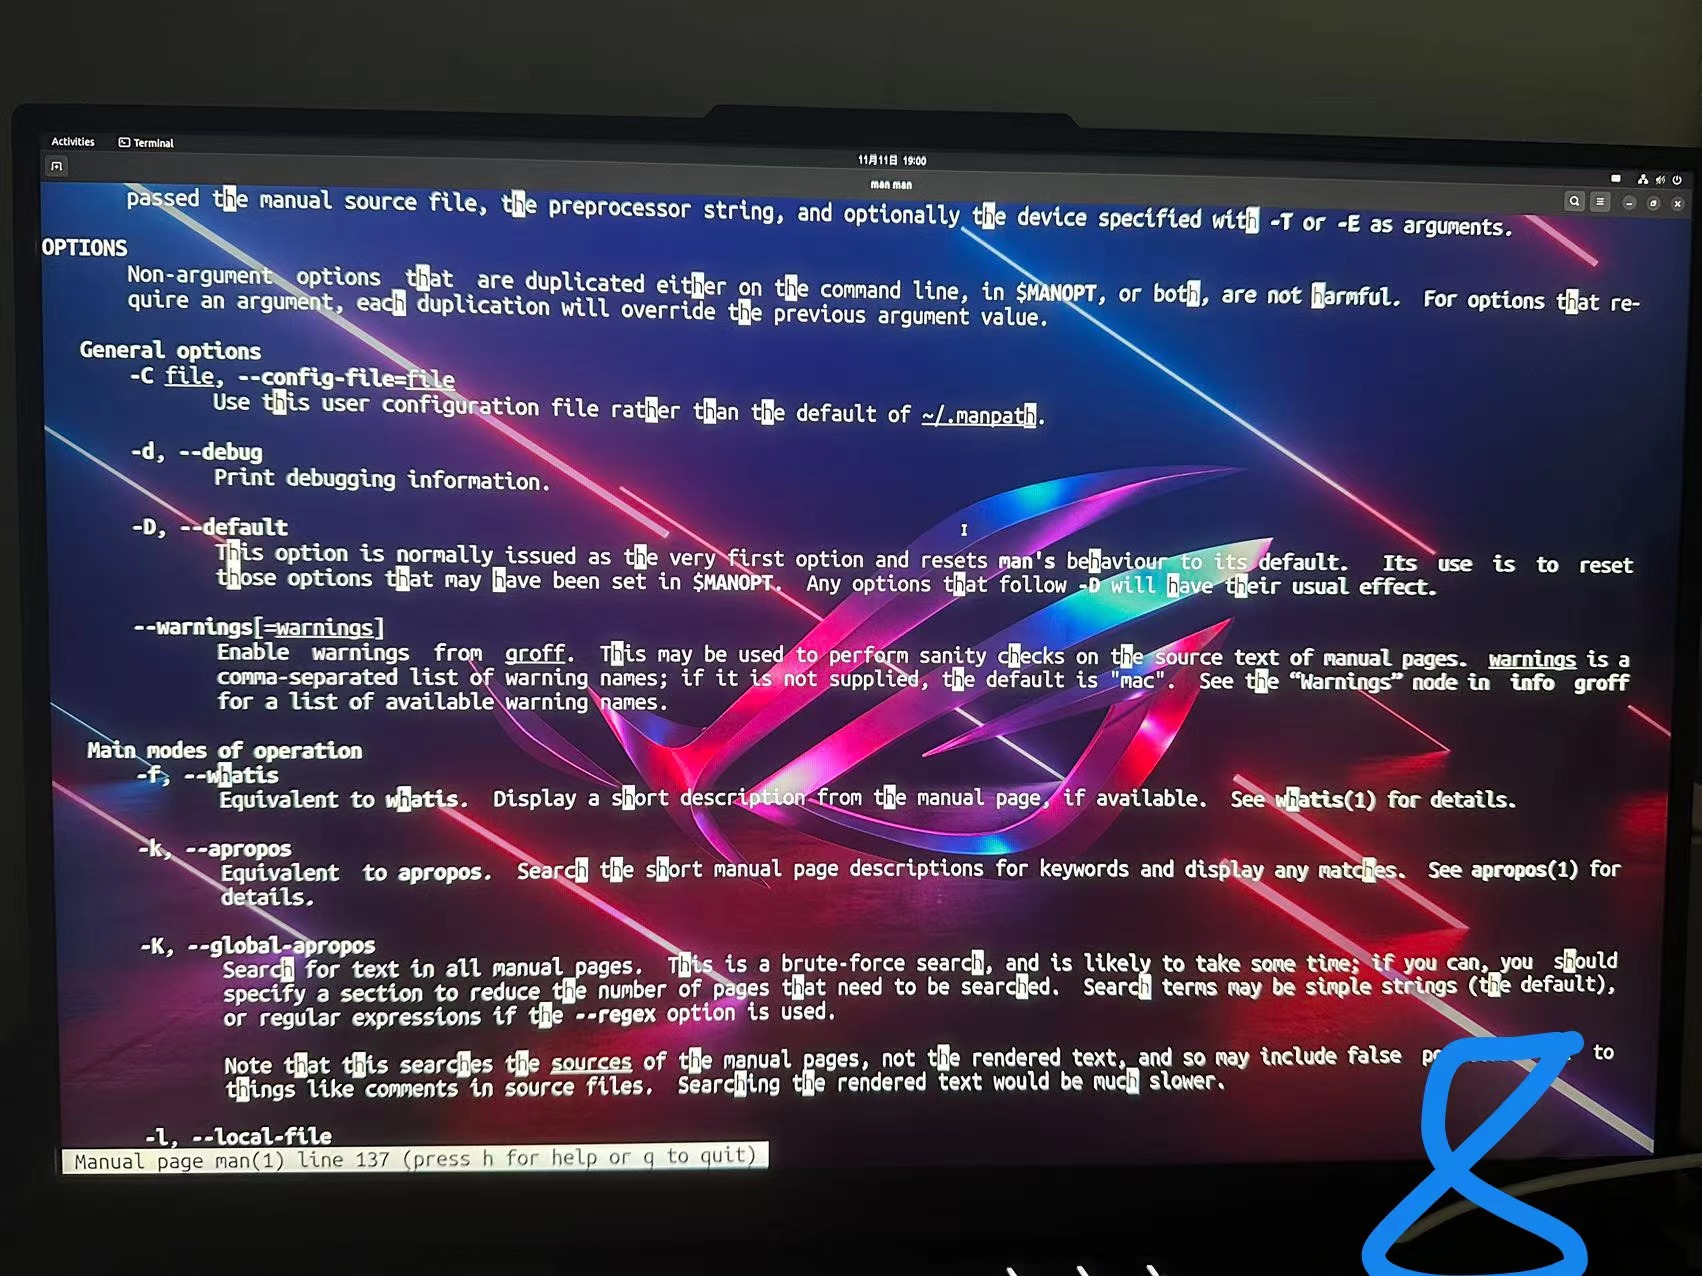 Activities Terminal
11月11日 19:00
man man
passed the manual source file, the preprocessor string, and optionally the device specified with -T or -E as arguments.
OPTIONS
Non-argument options that are duplicated either on the command line, in $MANOPT, or both, are not harmful. For options that re-
quire an argument, each duplication will override the previous argument value.
General options
-C file, --config-file=file
Use this user configuration file rather than the default of ~/.manpath.
-d, --debug
Print debugging information.
-D, --default
This option is normally issued as the very first option and resets man's behaviour to its default. Its use is to reset
those options that may have been set in $MANOPT. Any options that follow -D will have their usual effect.
--warnings[=warnings]
Enable warnings from groff. This may be used to perform sanity checks on the source text of manual pages. warnings is a
comma-separated list of warning names; if it is not supplied, the default is "mac". See the “Warnings” node in info groff
for a list of available warning names.
Main modes of operation
-f, --whatis
Equivalent to whatis. Display a short description from the manual page, if available. See whatis(1) for details.
-k, --apropos
Equivalent to apropos. Search the short manual page descriptions for keywords and display any matches. See apropos(1) for
details.
-K, --global-apropos
Search for text in all manual pages. This is a brute-force search, and is likely to take some time; if you can, you should
specify a section to reduce the number of pages that need to be searched. Search terms may be simple strings (the default),
or regular expressions if the --regex option is used.
Note that this searches the sources of the manual pages, not the rendered text, and so may include false to
things like comments in source files. Searching the rendered text would be much slower.
-l, --local-file
Manual page man(1) line 137 (press h for help or q to quit)
8